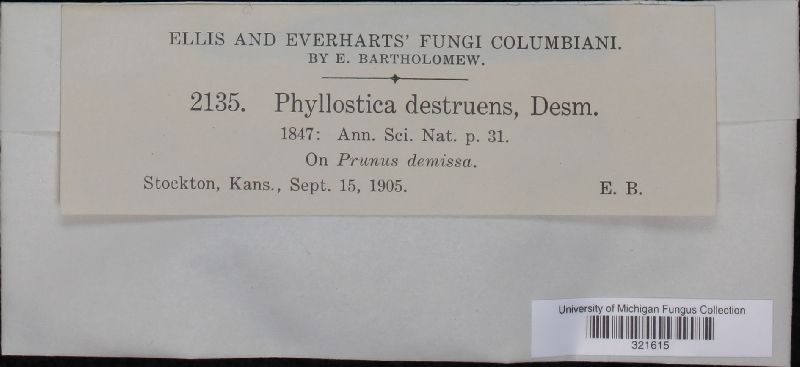 ELLIS AND EVERHARTS' FUNGI COLUMBIANI.
BY E. BARTHOLOMEW.
2135. Phyllostica destruens, Desm.
1847: Ann. Sci. Nat. p. 31.
On Prunus demissa.
Stockton, Kans., Sept. 15, 1905. E. B.
University of Michigan Fungus Collection
321615